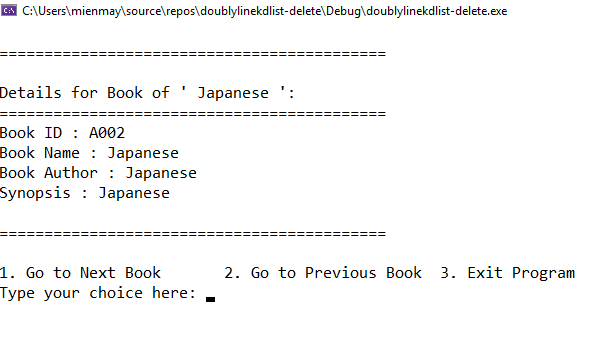 C:\Users\mienmay\source\repos\doublylinekdlist-delete\Debug\doublylinekdlist-delete.exe
===========================================
Details for Book of ' Japanese ':
===========================================
Book ID : A002
Book Name : Japanese
Book Author : Japanese
Synopsis : Japanese
===========================================
1. Go to Next Book       2. Go to Previous Book  3. Exit Program
Type your choice here: